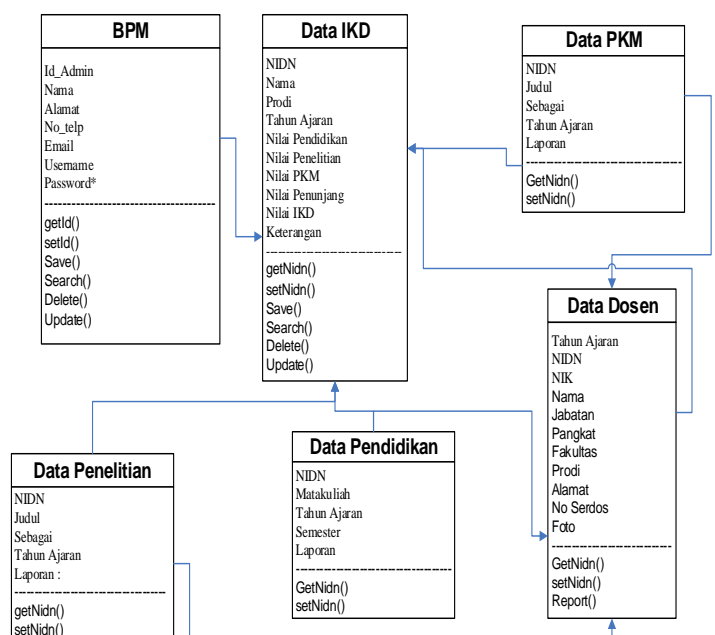 BPM
Id_Admin
Nama
Alamat
No_telp
Email
Username
Password*
getId()
setId()
Save()
Search()
Delete()
Update()
Data IKD
NIDN
Nama
Prodi
Tahun Ajaran
Nilai Pendidikan
Nilai Penelitian
Nilai PKM
Nilai Penunjang
Nilai IKD
Keterangan
getNidn()
setNidn()
Save()
Search()
Delete()
Update()
Data PKM
NIDN
Judul
Sebagai
Tahun Ajaran
Laporan
GetNidn()
setNidn()
Data Dosen
Tahun Ajaran
NIDN
NIK
Nama
Jabatan
Pangkat
Fakultas
Prodi
Alamat
No Serdos
Foto
GetNidn()
setNidn()
Report()
Data Penelitian
NIDN
Judul
Sebagai
Tahun Ajaran
Laporan :
getNidn()
setNidn()
Data Pendidikan
NIDN
Matakuliah
Tahun Ajaran
Semester
Laporan
GetNidn()
setNidn()